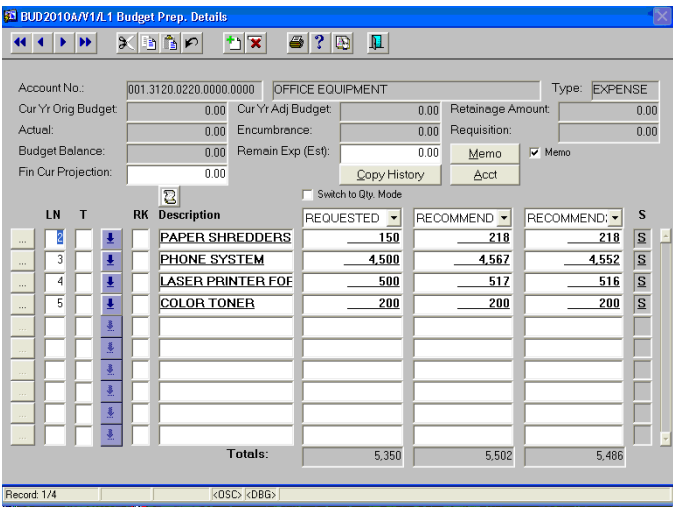 BUD2010A/V1/L1 Budget Prep. Details
Account No.: 001.3120.0220.0000.0000 OFFICE EQUIPMENT Type: EXPENSE
Cur Yr Orig Budget: 0.00 Cur Yr Adj Budget: 0.00 Retainage Amount: 0.00
Actual: 0.00 Encumbrance: 0.00 Requisition: 0.00
Budget Balance: 0.00 Remain Exp (Est): 0.00 Memo Memo
Fin Cur Projection: 0.00 Copy History Acct
Switch to Qty. Mode
LN T RK Description REQUESTED RECOMMEND RECOMMEND: S
... 2 PAPER SHREDDERS 150 218 218 S
... 3 PHONE SYSTEM 4,500 4,567 4,552 S
... 4 LASER PRINTER FOF 500 517 516 S
... 5 COLOR TONER 200 200 200 S
...
...
...
...
...
Totals: 5,350 5,502 5,486
Record: 1/4 <OSC> <DBG>